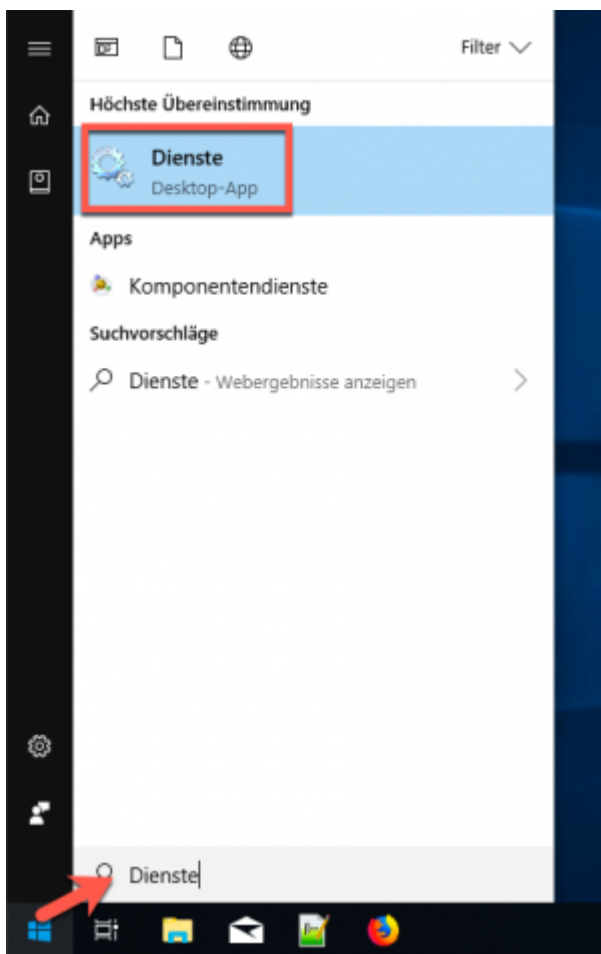 Filter
Höchste Übereinstimmung
Dienste
Desktop-App
Apps
Komponentendienste
Suchvorschläge
Dienste - Webergebnisse anzeigen
Dienste